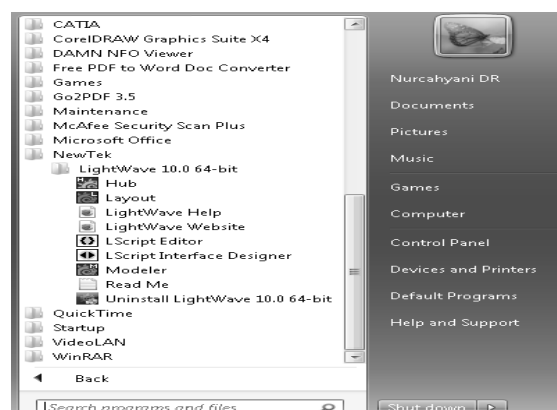 CATIA
CorelDRAW Graphics Suite X4
DAMN NFO Viewer
Free PDF to Word Doc Converter
Games
Go2PDF 3.5
Maintenance
McAfee Security Scan Plus
Microsoft Office
NewTek
LightWave 10.0 64-bit
Hub
Layout
LightWave Help
LightWave Website
LScript Editor
LScript Interface Designer
Modeler
Read Me
Uninstall LightWave 10.0 64-bit
QuickTime
Startup
VideoLAN
WinRAR
Back
Search programs and files
Nurcahyani DR
Documents
Pictures
Music
Games
Computer
Control Panel
Devices and Printers
Default Programs
Help and Support
Shut down